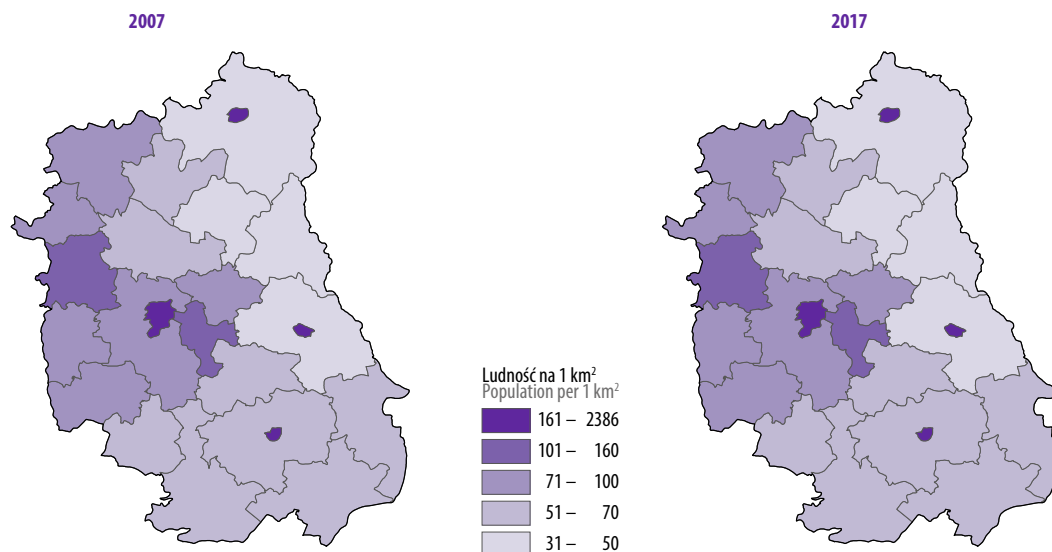 2007
2017
Ludność na 1 km²
Population per 1 km²
161 – 2386
101 – 160
71 – 100
51 – 70
31 – 50